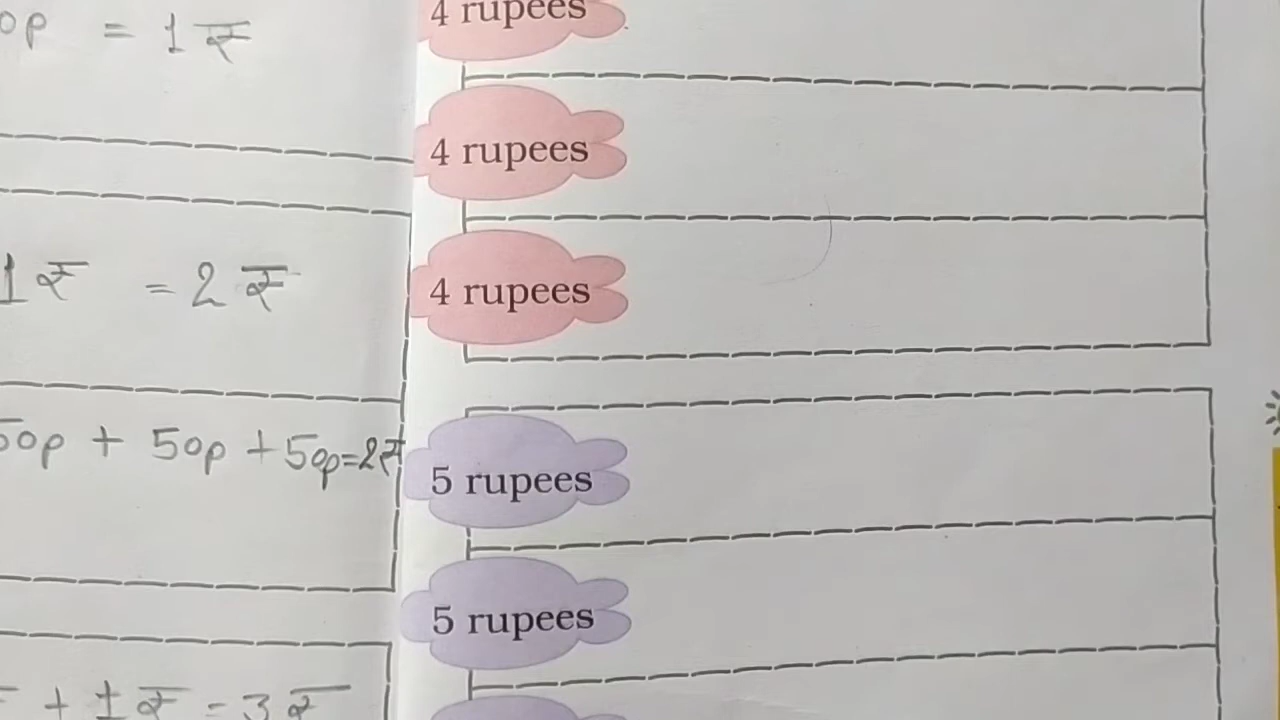 0p = 1₹
1₹ = 2₹
50p + 50p + 50p=2₹
+ 1₹ = 3₹
4 rupees
4 rupees
4 rupees
5 rupees
5 rupees